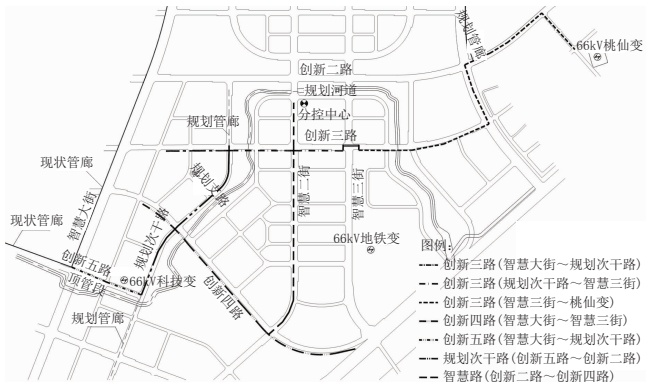 创新二路
规划河道
分控中心
创新三路
规划管廊
66kV桃仙变
规划管廊
现状管廊
智慧大街
规划支路
智慧二街
智慧三街
现状管廊
规划次干路
66kV地铁变
创新五路
顶管段
66kV科技变
创新四路
规划管廊
图例:
创新三路(智慧大街～规划次干路)
创新三路(规划次干路～智慧三街)
创新三路(智慧三街～桃仙变)
创新四路(智慧大街～智慧三街)
创新五路(智慧大街～规划次干路)
规划次干路(创新五路～创新二路)
智慧路(创新二路～创新四路)